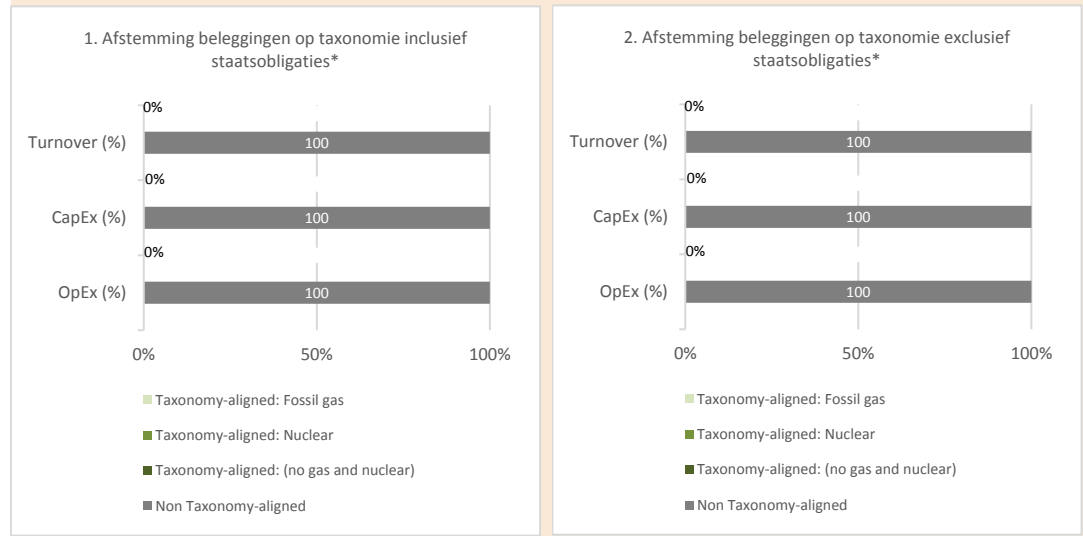 1. Afstemming beleggingen op taxonomie inclusief
staatsobligaties*
0%
Turnover (%)
100
0%
CapEx (%)
100
0%
OpEx (%)
100
0%
50%
100%
Taxonomy-aligned: Fossil gas
Taxonomy-aligned: Nuclear
Taxonomy-aligned: (no gas and nuclear)
Non Taxonomy-aligned
2. Afstemming beleggingen op taxonomie exclusief
staatsobligaties*
0%
Turnover (%)
100
0%
CapEx (%)
100
0%
OpEx (%)
100
0%
50%
100%
Taxonomy-aligned: Fossil gas
Taxonomy-aligned: Nuclear
Taxonomy-aligned: (no gas and nuclear)
Non Taxonomy-aligned